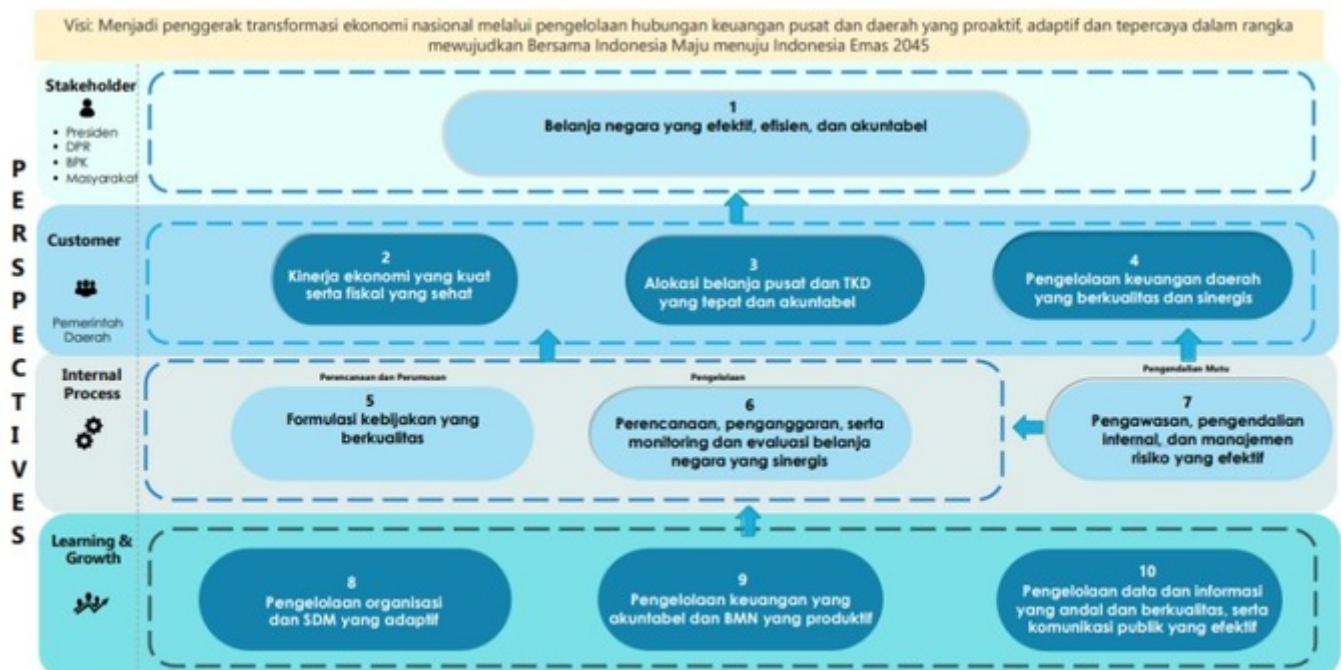 Visi: Menjadi penggerak transformasi ekonomi nasional melalui pengelolaan hubungan keuangan pusat dan daerah yang proaktif, adaptif dan tepercaya dalam rangka
mewujudkan Bersama Indonesia Maju menuju Indonesia Emas 2045
PERSPECTIVES
Stakeholder
• Presiden
• DPR
• BPK
• Masyarakat
1
Belanja negara yang efektif, efisien, dan akuntabel
Customer
Pemerintah
Daerah
2
Kinerja ekonomi yang kuat
serta fiskal yang sehat
3
Alokasi belanja pusat dan TKD
yang tepat dan akuntabel
4
Pengelolaan keuangan daerah
yang berkualitas dan sinergis
Internal
Process
Perencanaan dan Perumusan
5
Formulasi kebijakan yang
berkualitas
Pengelolaan
6
Perencanaan, penganggaran, serta
monitoring dan evaluasi belanja
negara yang sinergis
Pengendalian Mutu
7
Pengawasan, pengendalian
internal, dan manajemen
risiko yang efektif
Learning &
Growth
8
Pengelolaan organisasi
dan SDM yang adaptif
9
Pengelolaan keuangan yang
akuntabel dan BMN yang produktif
10
Pengelolaan data dan informasi
yang andal dan berkualitas, serta
komunikasi publik yang efektif